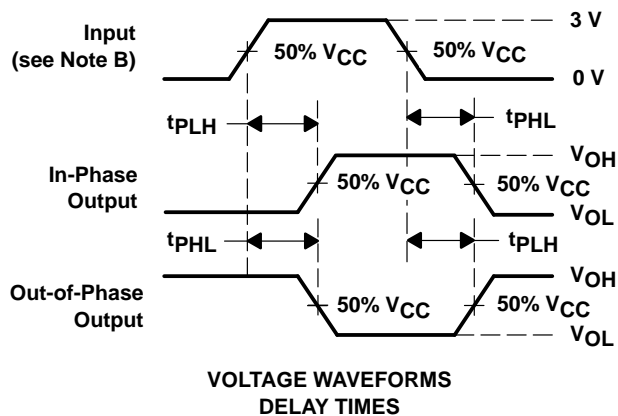 Input
(see Note B)
50% VCC
50% VCC
3 V
0 V
tPLH
tPHL
In-Phase
Output
50% VCC
50% VCC
VOH
VOL
tPHL
tPLH
Out-of-Phase
Output
50% VCC
50% VCC
VOH
VOL
VOLTAGE WAVEFORMS
DELAY TIMES